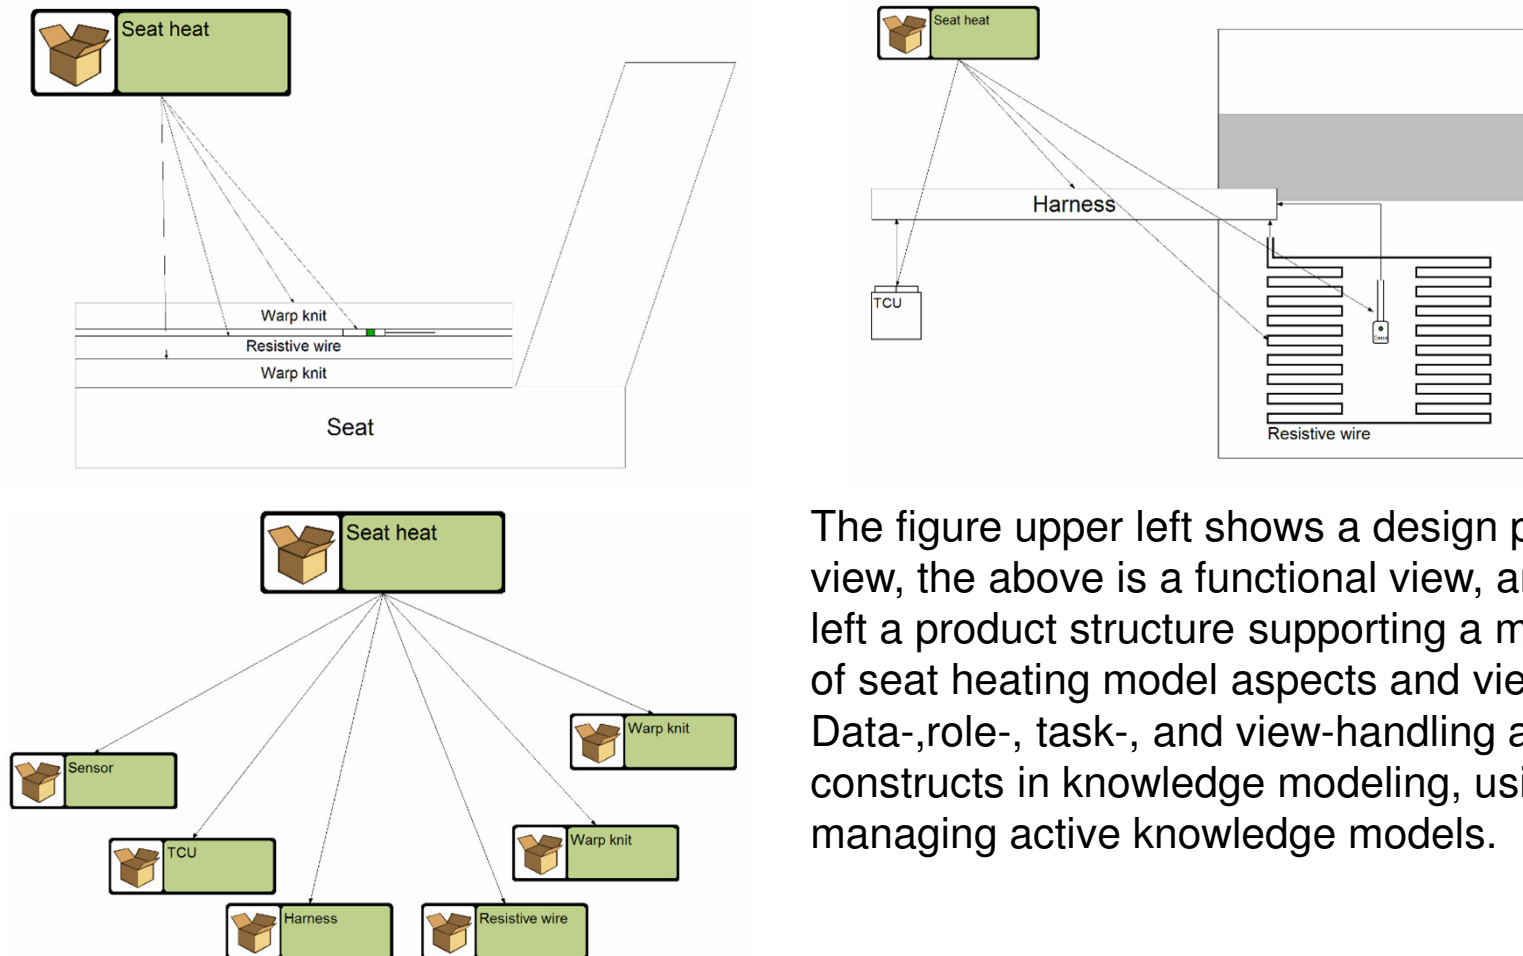 Seat heat
Warp knit
Resistive wire
Warp knit
Seat
Seat heat
Harness
TCU
Resistive wire
Seat heat
Warp knit
Sensor
Warp knit
TCU
Harness
Resistive wire
The figure upper left shows a design
view, the above is a functional view,
left a product structure supporting a
of seat heating model aspects and
Data-,role-, task-, and view-handling
constructs in knowledge modeling,
managing active knowledge models.